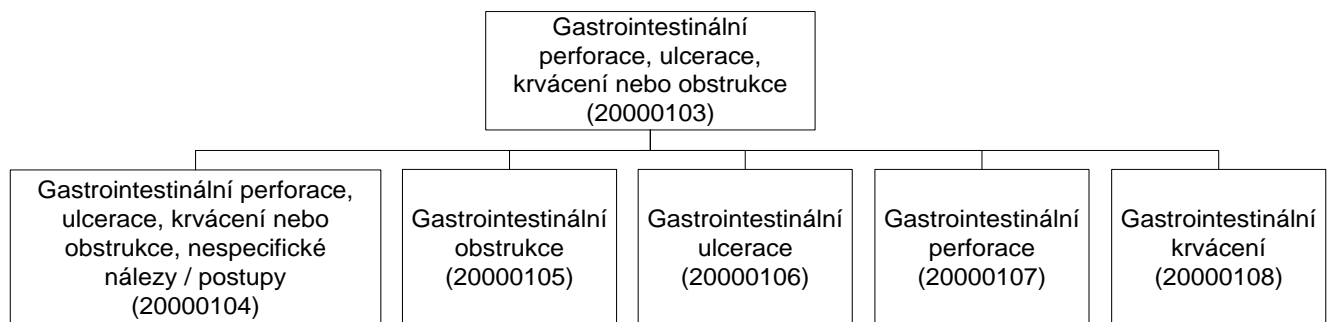 Gastrointestinální
perforace, ulcerace,
krvácení nebo obstrukce
(20000103)
Gastrointestinální perforace,
ulcerace, krvácení nebo
obstrukce, nespecifické
nálezy / postupy
(20000104)
Gastrointestinální
obstrukce
(20000105)
Gastrointestinální
ulcerace
(20000106)
Gastrointestinální
perforace
(20000107)
Gastrointestinální
krvácení
(20000108)